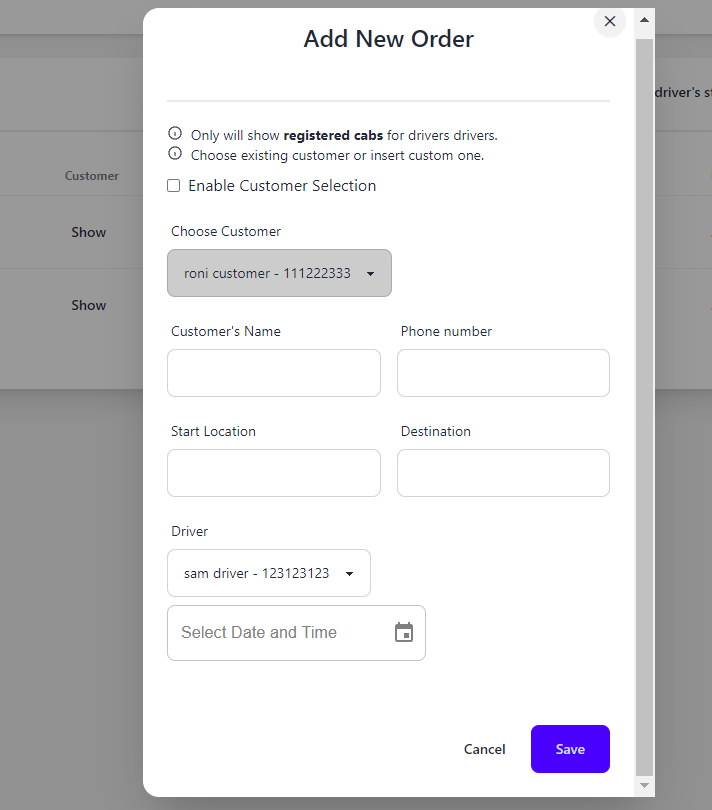 Add New Order
driver's st
Only will show registered cabs for drivers drivers.
Choose existing customer or insert custom one.
Customer
Enable Customer Selection
Show
Choose Customer
roni customer - 111222333
Show
Customer's Name
Phone number
Start Location
Destination
Driver
sam driver - 123123123
Select Date and Time
Cancel
Save